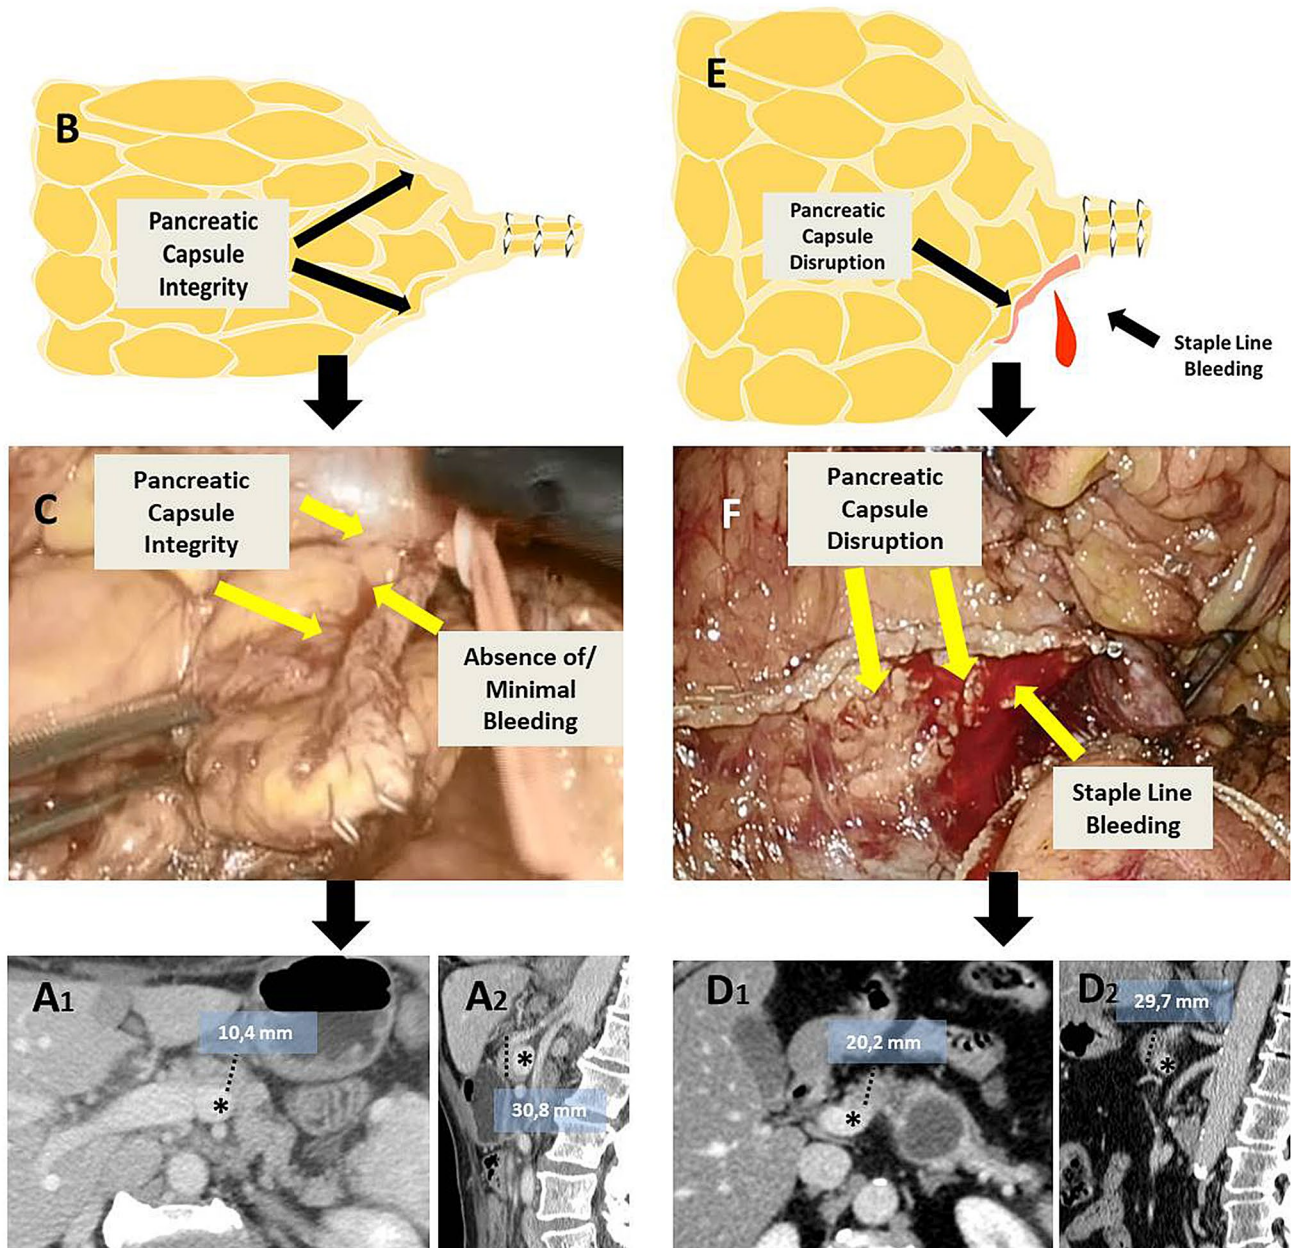 B
Pancreatic
Capsule
Integrity
E
Pancreatic
Capsule
Disruption
Staple Line
Bleeding
C
Pancreatic
Capsule
Integrity
Absence of/
Minimal
Bleeding
F
Pancreatic
Capsule
Disruption
Staple Line
Bleeding
A1
10,4 mm
A2
*
*
30,8 mm
D1
20,2 mm
*
D2
29,7 mm
*